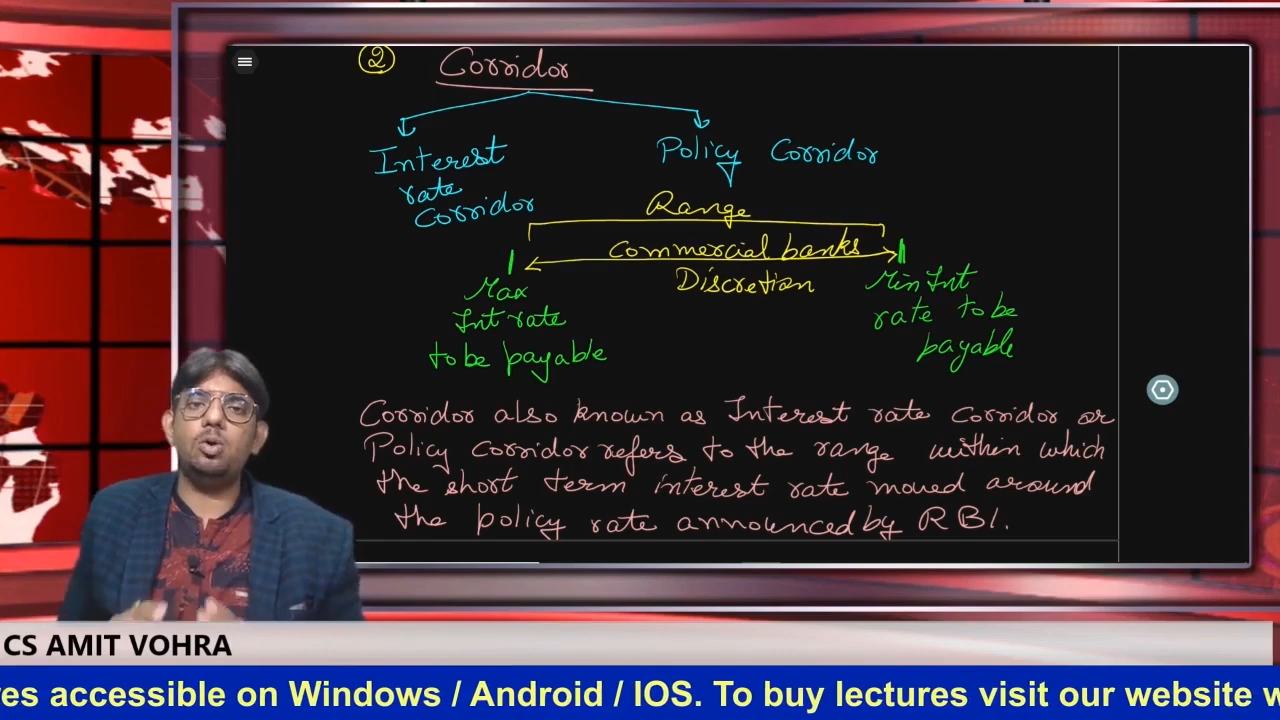 2
Corridor
Interest
rate
Corridor
Policy Corridor
Range
Commercial banks
Discretion
Max
Int rate
to be payable
Min Int
rate to be
payable
Corridor also known as Interest rate corridor or
Policy corridor refers to the range within which
the short term interest rate moved around
the policy rate announced by RBI.
CS AMIT VOHRA
es accessible on Windows / Android / IOS. To buy lectures visit our website w